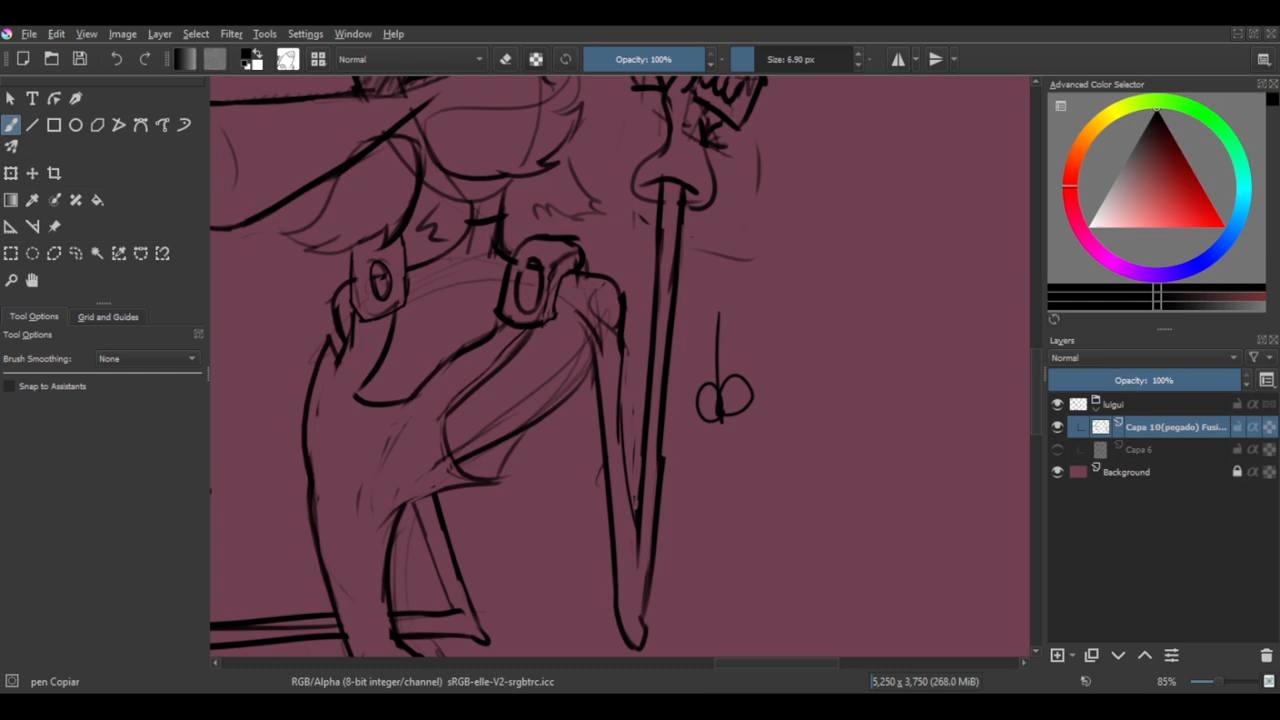 File Edit View Image Layer Select Filter Tools Settings Window Help
Normal Opacity: 100% Size: 6.90 px
Advanced Color Selector
Tool Options Grid and Guides
Tool Options
Brush Smoothing: None
Snap to Assistants
Layers
Normal
Opacity: 100%
luigui
Capa 10(pegado) Fusi...
Capa 6
Background
pen Copiar RGB/Alpha (8-bit integer/channel) sRGB-elle-V2-srgbtrc.icc 5,250 x 3,750 (268.0 MiB) 85%